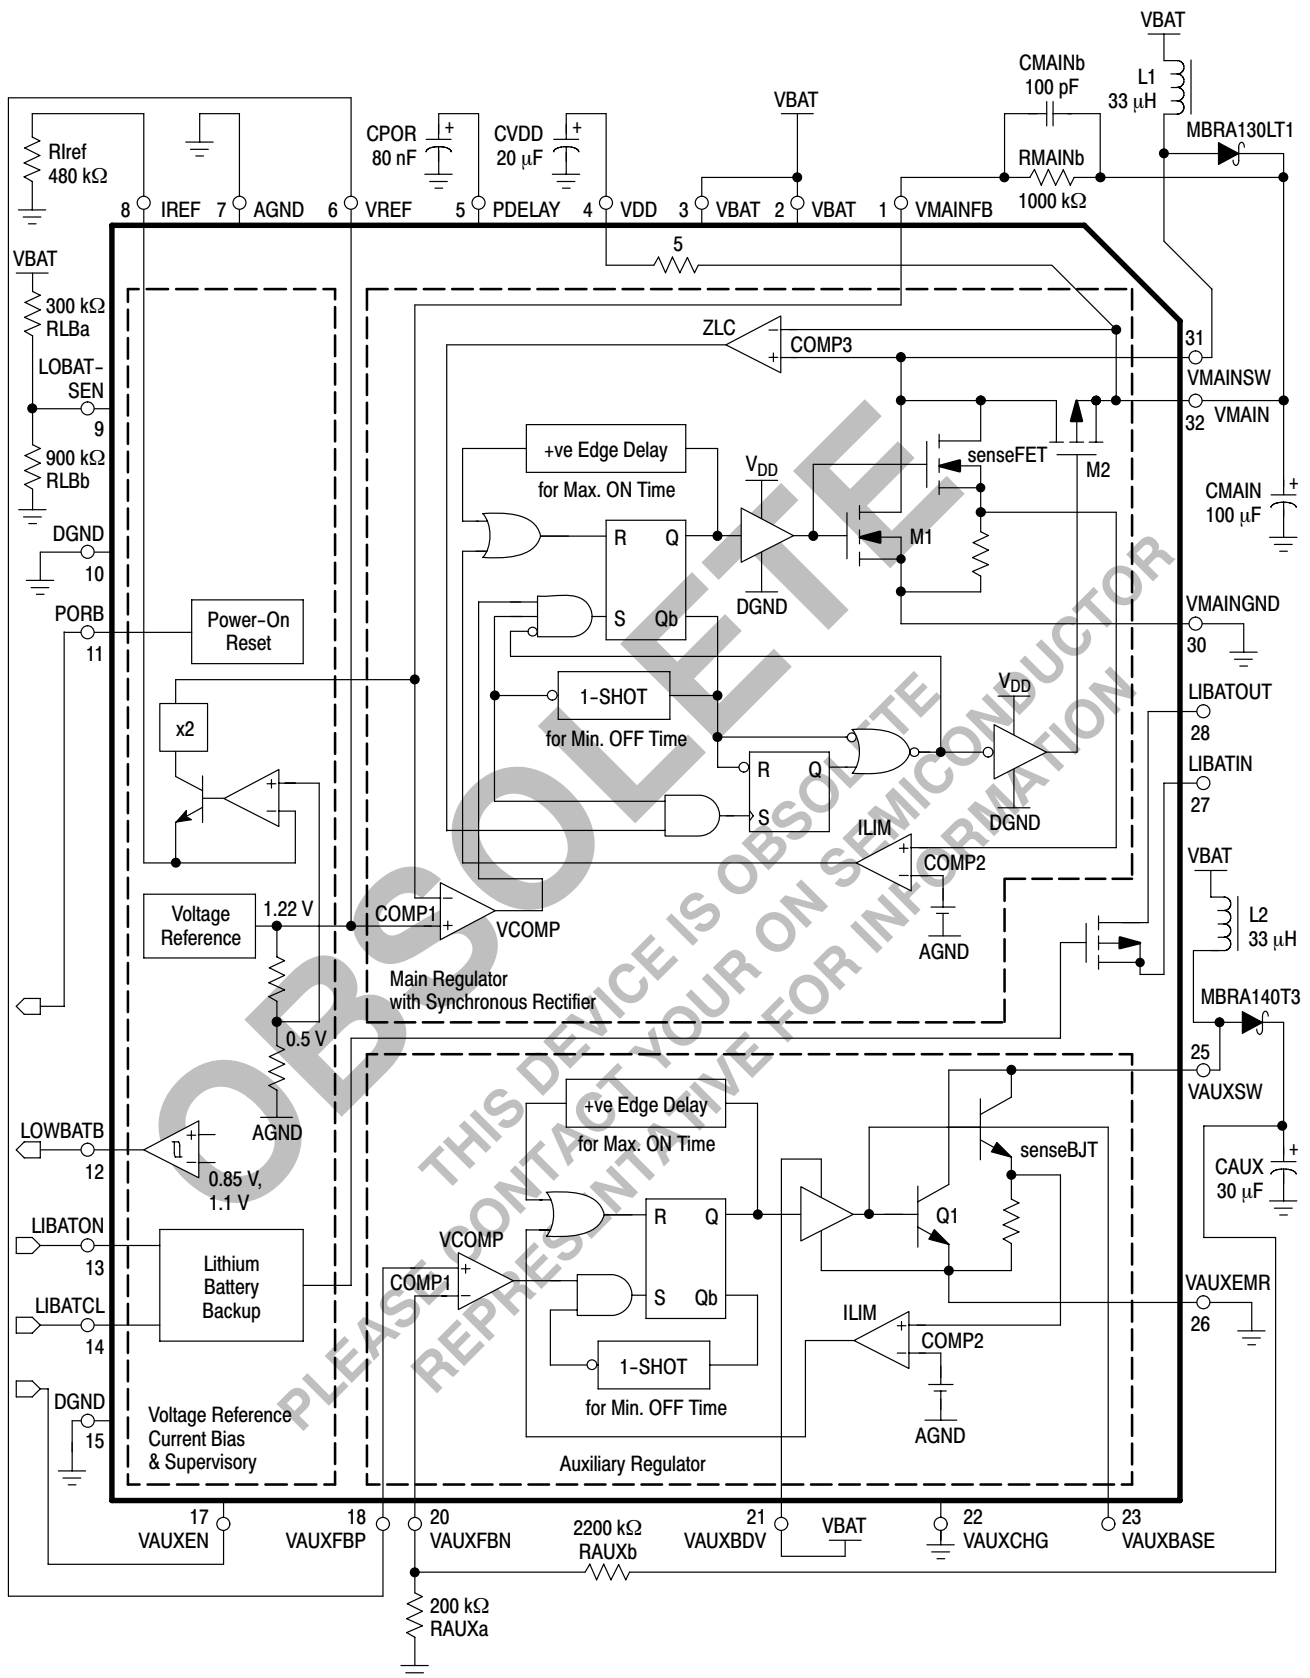 VBAT
CMAINb
100 pF
L1
33 µH
VBAT
CPOR
80 nF
+
CVDD
20 µF
+
MBRA130LT1
RIref
480 kΩ
RMAINb
1000 kΩ
8 IREF
7 AGND
6 VREF
5 PDELAY
4 VDD
3 VBAT
2 VBAT
1 VMAINFB
5
VBAT
300 kΩ
RLBa
LOBAT-
SEN
9
900 kΩ
RLBb
DGND
10
PORB
11
ZLC
COMP3
31
VMAINSW
VMAIN
32
+ve Edge Delay
for Max. ON Time
VDD
senseFET
M2
CMAIN
100 µF
+
R Q
M1
DGND
S Qb
VMAINGND
30
Power-On
Reset
1-SHOT
for Min. OFF Time
VDD
LIBATOUT
28
x2
R Q
S
DGND
LIBATIN
27
ILIM
COMP2
VBAT
L2
33 µH
Voltage
Reference
1.22 V
COMP1
VCOMP
AGND
Main Regulator
with Synchronous Rectifier
MBRA140T3
0.5 V
25
VAUXSW
+ve Edge Delay
for Max. ON Time
AGND
LOWBATB
12
0.85 V,
1.1 V
senseBJT
CAUX
30 µF
+
LIBATON
13
Lithium
Battery
Backup
LIBATCL
14
VCOMP
COMP1
R Q
S Qb
Q1
VAUXEMR
26
ILIM
COMP2
1-SHOT
for Min. OFF Time
AGND
DGND
15
Voltage Reference
Current Bias
& Supervisory
Auxiliary Regulator
17
VAUXEN
18
VAUXFBP
20
VAUXFBN
2200 kΩ
RAUXb
21
VAUXBDV
VBAT
22
VAUXCHG
23
VAUXBASE
200 kΩ
RAUXa
OBSOLETE
THIS DEVICE IS OBSOLETE
PLEASE CONTACT YOUR ON SEMICONDUCTOR
REPRESENTATIVE FOR INFORMATION